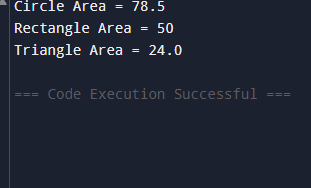 Circle Area = 78.5
Rectangle Area = 50
Triangle Area = 24.0
=== Code Execution Successful ===